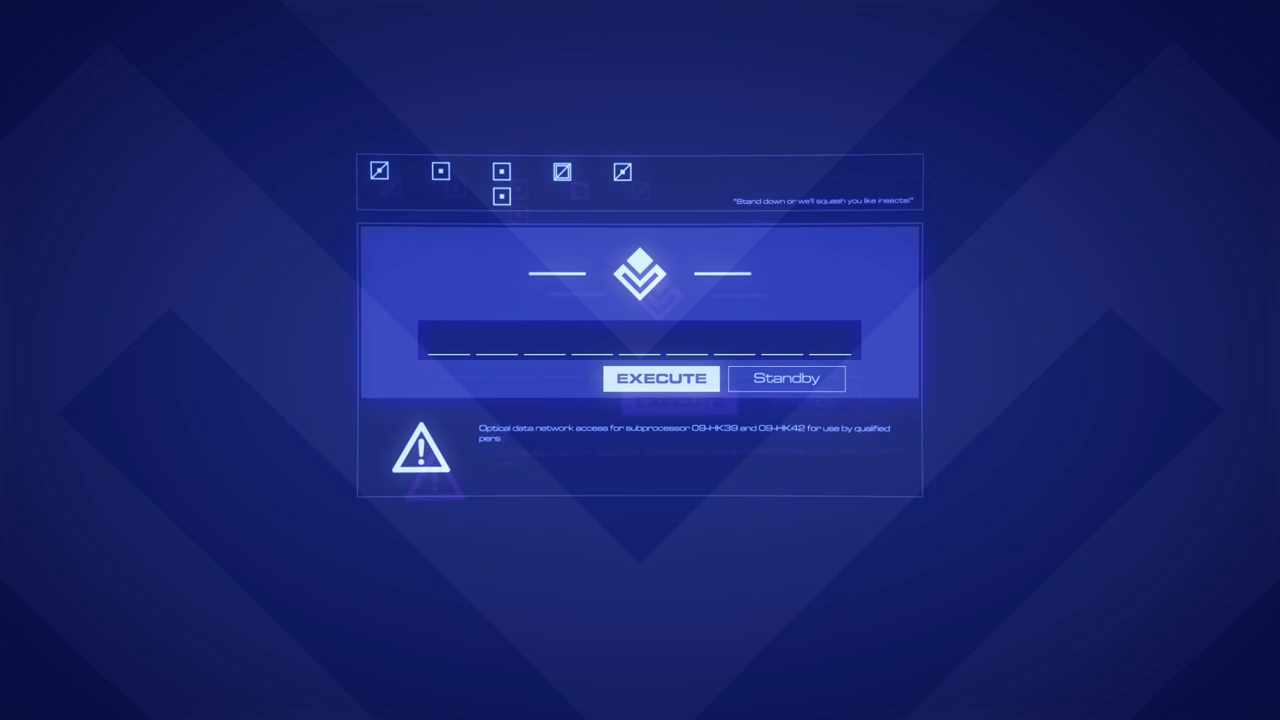 "Stand down or we'll squash you like insects!"
EXECUTE
Standby
Optical data network access for subprocessor 09-HK39 and 09-HK42 for use by qualified
pers